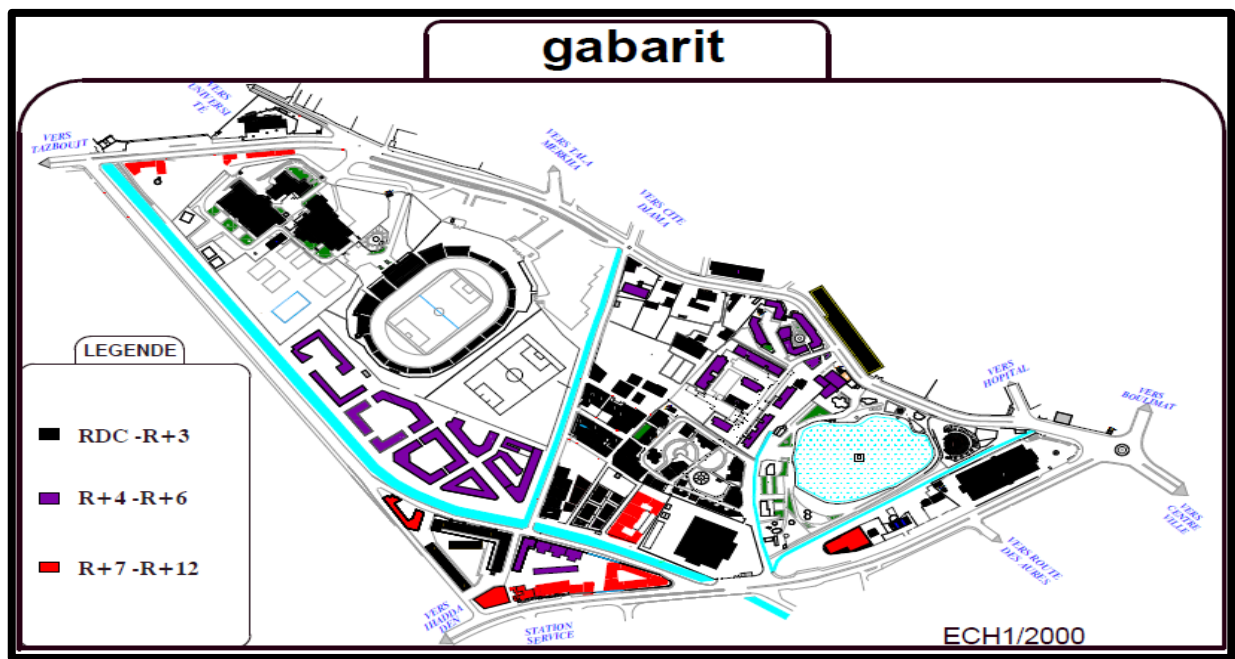 gabarit
VERS
UNIVERSI
TÉ
VERS
TAZBOUJT
VERS TALA
MERKHA
VERS CITE
DJAMA
LEGENDE
RDC -R+3
R+4 -R+6
R+7 -R+12
VERS
HOPITAL
VERS
BOULIMAT
VERS
CENTRE
VILLE
VERS ROUTE
DES AURES
VERS
IHADDA
DEN
STATION
SERVICE
ECH1/2000